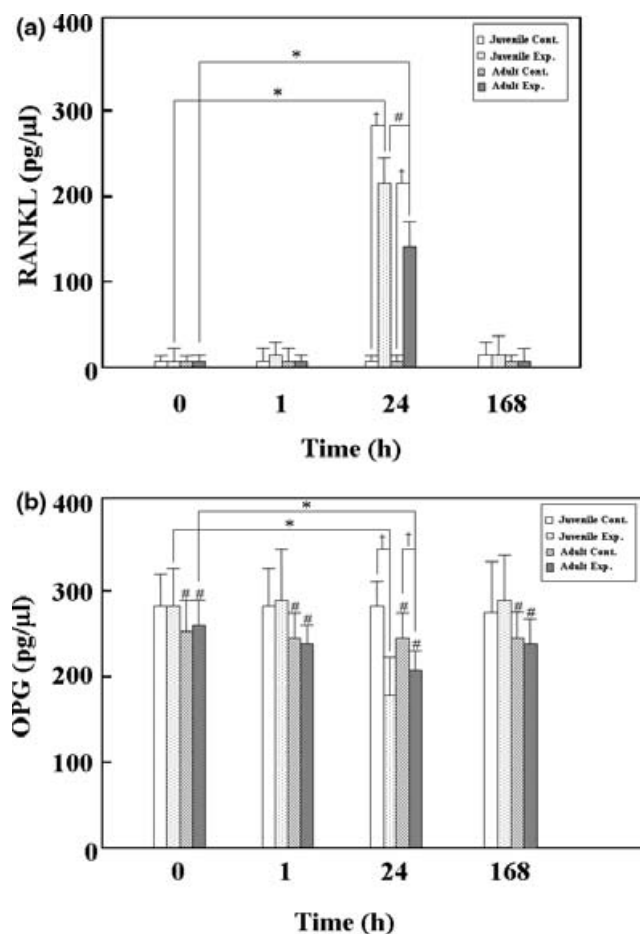 (a)
400
300
200
100
0
RANKL (pg/μl)
*
*
† #
†
Juvenile Cont.
Juvenile Exp.
Adult Cont.
Adult Exp.
0 1 24 168
Time (h)
(b)
400
300
200
100
0
OPG (pg/μl)
*
*
† †
# # # # # # # #
Juvenile Cont.
Juvenile Exp.
Adult Cont.
Adult Exp.
0 1 24 168
Time (h)